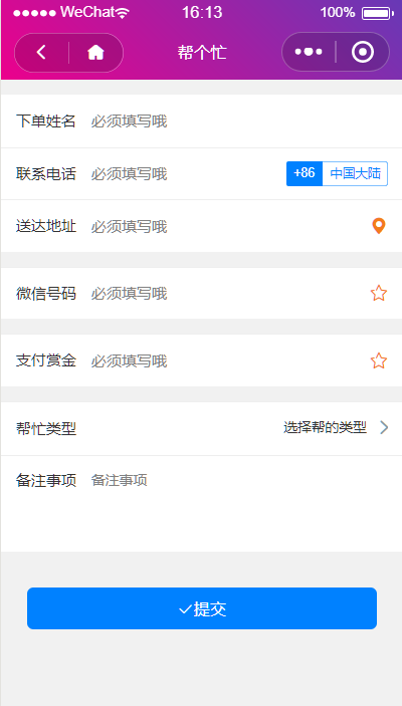 WeChat 16:13 100%
帮个忙
下单姓名 必须填写哦
联系电话 必须填写哦 +86 中国大陆
送达地址 必须填写哦
微信号码 必须填写哦
支付赏金 必须填写哦
帮忙类型 选择帮的类型
备注事项 备注事项
提交